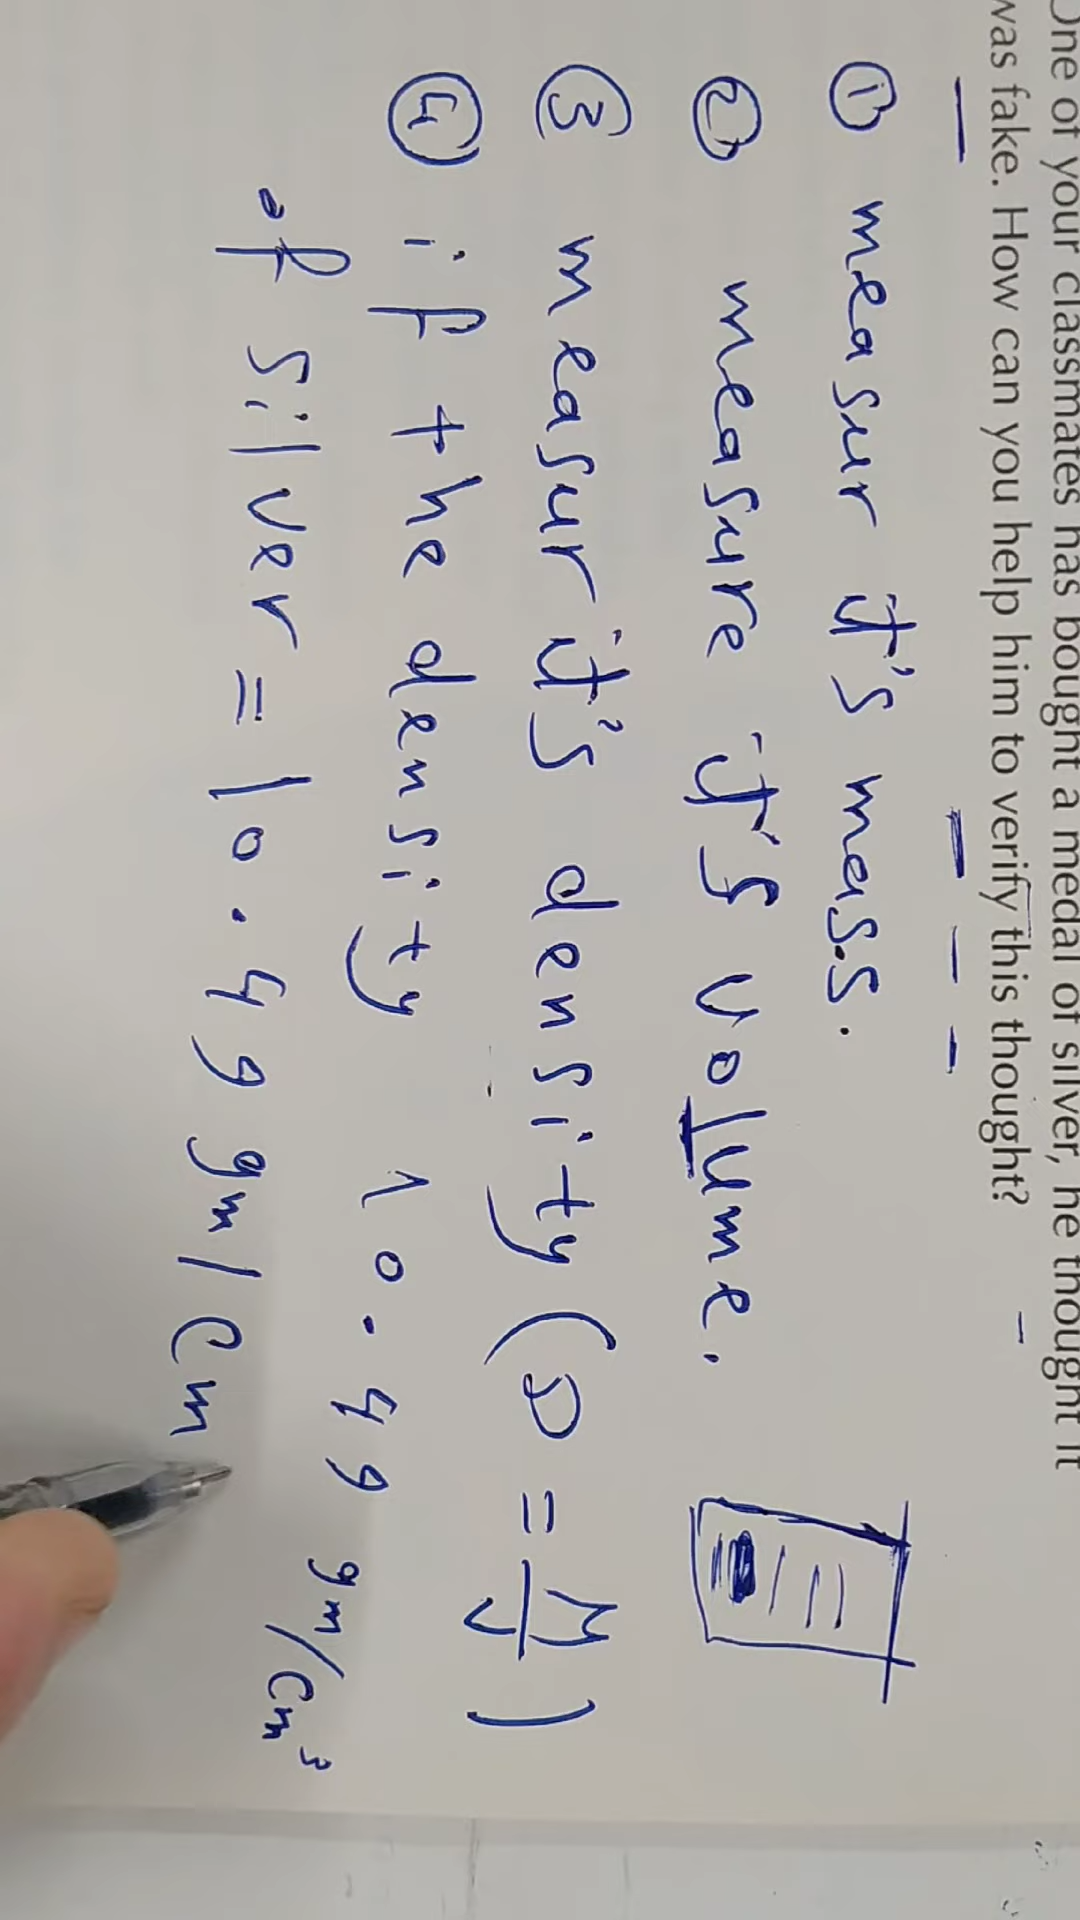 One of your classmates has bought a medal of silver, he thought it
was fake. How can you help him to verify this thought?
① measur it's mass.
② measure it's volume.
③ measur it's density (D = M/V)
④ if the density 10.49 gm/cm³
of silver = 10.49 gm/cm